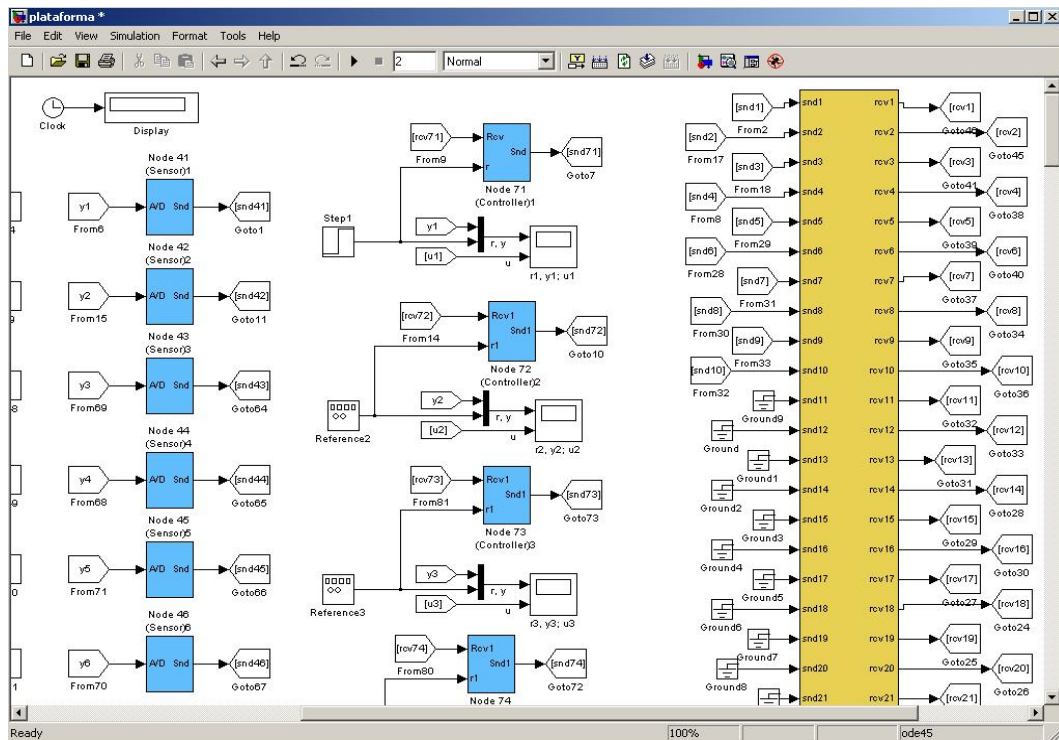 plataforma *
File Edit View Simulation Format Tools Help
2 Normal
Clock
Display
Node 41
(Sensor)1
y1
A/D Snd
[snd41]
From6
Goto1
Node 42
(Sensor)2
y2
A/D Snd
[snd42]
From15
Goto11
Node 43
(Sensor)3
y3
A/D Snd
[snd43]
From69
Goto64
Node 44
(Sensor)4
y4
A/D Snd
[snd44]
From68
Goto65
Node 45
(Sensor)5
y5
A/D Snd
[snd45]
From71
Goto66
Node 46
(Sensor)6
y6
A/D Snd
[snd46]
From70
Goto67
4
9
8
9
0
1
[rcv71]
From9
Rcv
Snd
r
[snd71]
Goto7
Node 71
(Controller)1
Step1
y1
r, y
[u1]
u
r1, y1; u1
[rcv72]
From14
Rcv1
Snd1
r1
[snd72]
Goto10
Node 72
(Controller)2
Reference2
y2
r, y
[u2]
u
r2, y2; u2
[rcv73]
From81
Rcv1
Snd1
r1
[snd73]
Goto73
Node 73
(Controller)3
Reference3
y3
r, y
[u3]
u
r3, y3; u3
[rcv74]
From80
Rcv1
Snd1
r1
[snd74]
Goto72
Node 74
[snd1]
From2
snd1 rcv1
[rcv1]
Goto46
[snd2]
From17
snd2 rcv2
[rcv2]
Goto45
[snd3]
From18
snd3 rcv3
[rcv3]
Goto41
[snd4]
From8
snd4 rcv4
[rcv4]
Goto38
[snd5]
From29
snd5 rcv5
[rcv5]
Goto39
[snd6]
From28
snd6 rcv6
[rcv6]
Goto40
[snd7]
From31
snd7 rcv7
[rcv7]
Goto37
[snd8]
From30
snd8 rcv8
[rcv8]
Goto34
[snd9]
From33
snd9 rcv9
[rcv9]
Goto35
[snd10]
From32
snd10 rcv10
[rcv10]
Goto36
Ground9
snd11 rcv11
[rcv11]
Goto32
Ground
snd12 rcv12
[rcv12]
Goto33
Ground1
snd13 rcv13
[rcv13]
Goto31
Ground2
snd14 rcv14
[rcv14]
Goto28
Ground3
snd15 rcv15
[rcv15]
Goto29
Ground4
snd16 rcv16
[rcv16]
Goto30
Ground5
snd17 rcv17
[rcv17]
Goto27
Ground6
snd18 rcv18
[rcv18]
Goto24
Ground7
snd19 rcv19
[rcv19]
Goto25
Ground8
snd20 rcv20
[rcv20]
Goto26
snd21 rcv21
[rcv21]
Ready 100% ode45